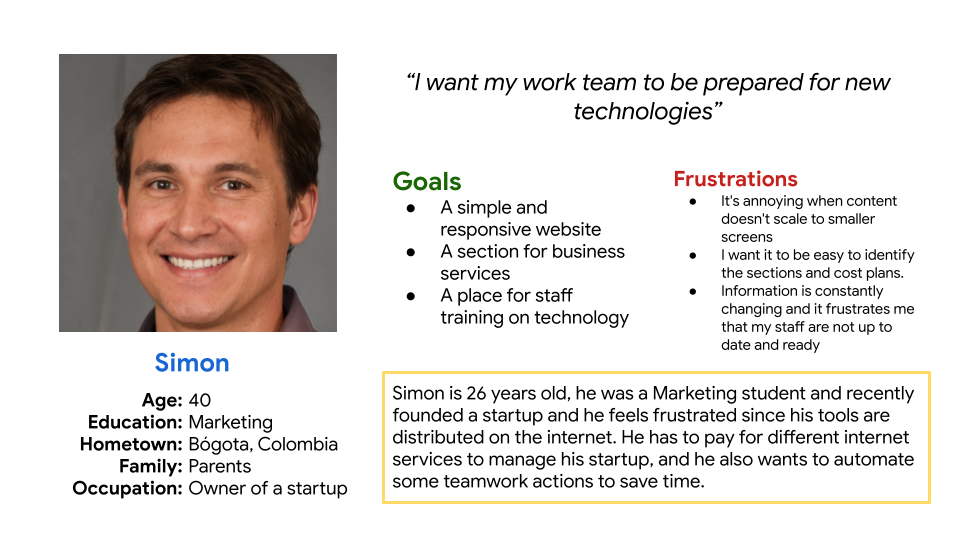 “I want my work team to be prepared for new
technologies”
Goals
● A simple and
responsive website
● A section for business
services
● A place for staff
training on technology
Frustrations
● It's annoying when content
doesn't scale to smaller
screens
● I want it to be easy to identify
the sections and cost plans.
● Information is constantly
changing and it frustrates me
that my staff are not up to
date and ready
Simon
Age: 40
Education: Marketing
Hometown: Bógota, Colombia
Family: Parents
Occupation: Owner of a startup
Simon is 26 years old, he was a Marketing student and recently
founded a startup and he feels frustrated since his tools are
distributed on the internet. He has to pay for different internet
services to manage his startup, and he also wants to automate
some teamwork actions to save time.